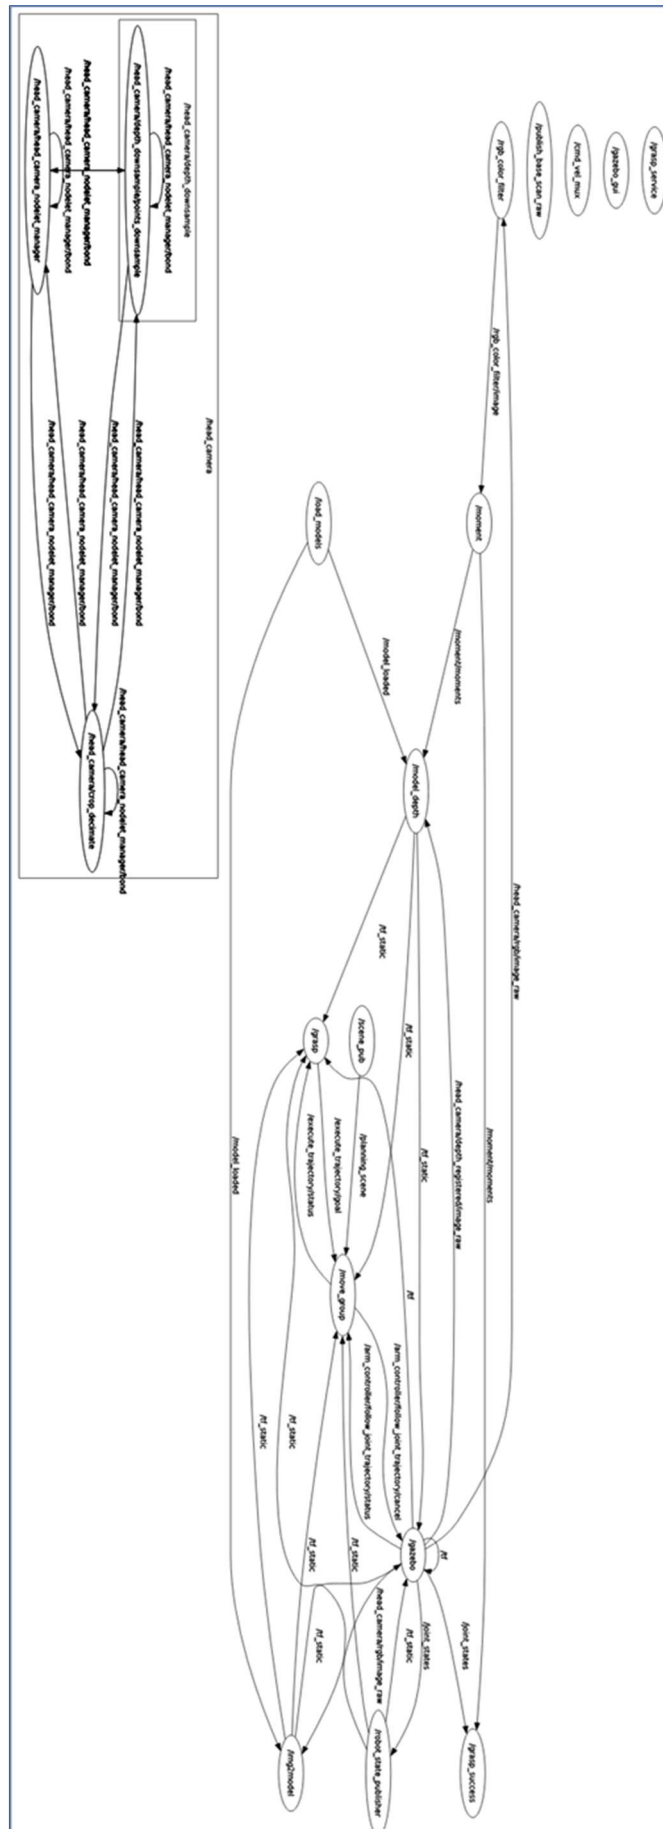 /grasp_service
/gazebo_gui
/cmd_vel_mux
/publish_base_scan_raw
/rgb_color_filter
/rgb_color_filter/image
/moment
/head_camera/rgb/image_raw
/moment/moments
/moment/moments
/load_models
/model_loaded
/model_loaded
/model_depth
/tf_static
/tf_static
/tf_static
/head_camera/depth_registered/image_raw
/grasp
/scene_pub
/planning_scene
/execute_trajectory/goal
/execute_trajectory/status
/tf
/move_group
/arm_controller/follow_joint_trajectory/cancel
/arm_controller/follow_joint_trajectory/status
/tf_static
/tf_static
/gazebo
/tf
/joint_states
/joint_states
/tf_static
/tf_static
/tf_static
/head_camera/rgb/image_raw
/grasp_success
/robot_state_publisher
/img2model
/head_camera
/head_camera/depth_downsample
/head_camera/head_camera_nodelet_manager/bond
/head_camera/depth_downsample/points_downsample
/head_camera/head_camera_nodelet_manager/bond
/head_camera/head_camera_nodelet_manager/bond
/head_camera/head_camera_nodelet_manager
/head_camera/head_camera_nodelet_manager/bond
/head_camera/head_camera_nodelet_manager/bond
/head_camera/head_camera_nodelet_manager/bond
/head_camera/head_camera_nodelet_manager/bond
/head_camera/head_camera_nodelet_manager/bond
/head_camera/crop_decimate